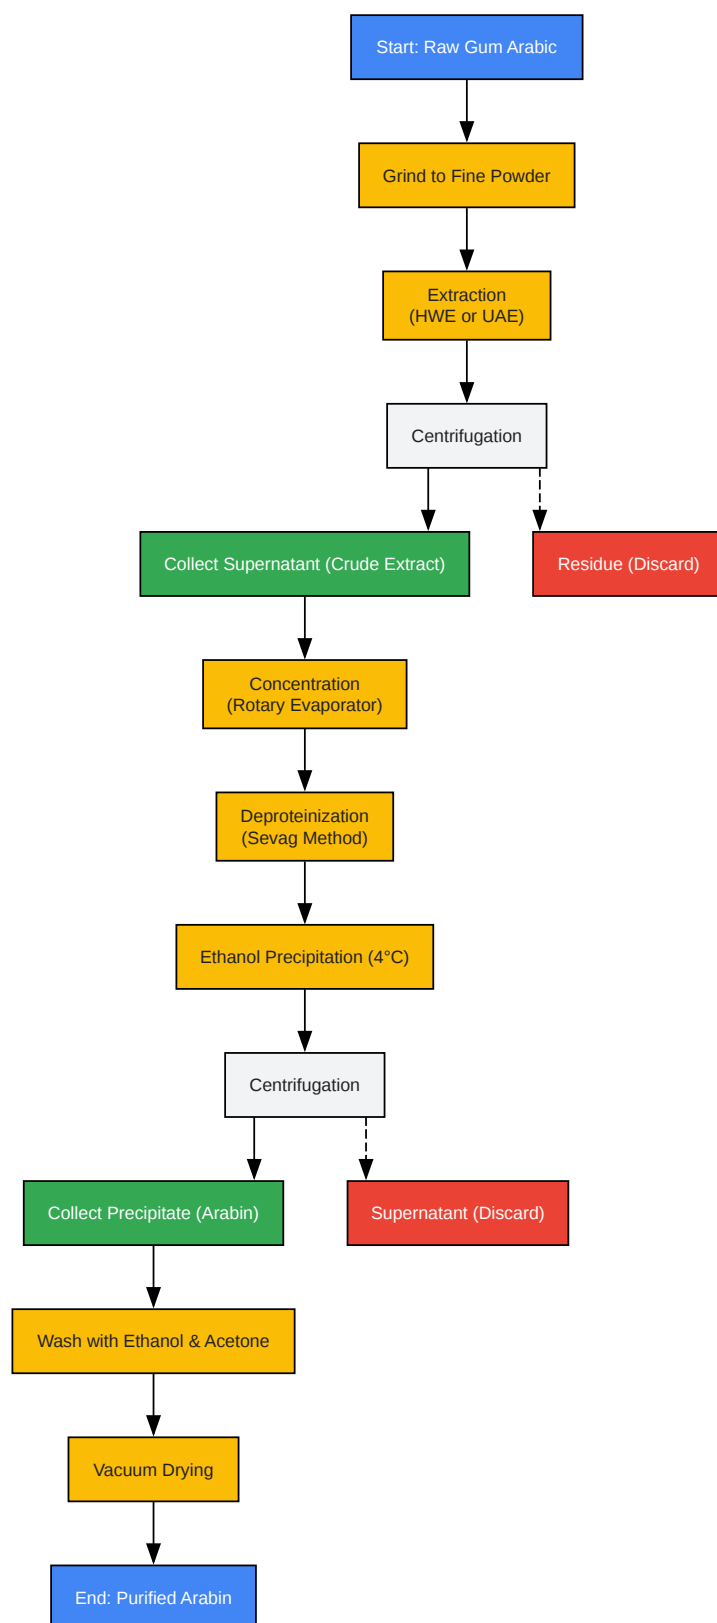 Start: Raw Gum Arabic
Grind to Fine Powder
Extraction
(HWE or UAE)
Centrifugation
Collect Supernatant (Crude Extract)
Residue (Discard)
Concentration
(Rotary Evaporator)
Deproteinization
(Sevag Method)
Ethanol Precipitation (4°C)
Centrifugation
Collect Precipitate (Arabin)
Supernatant (Discard)
Wash with Ethanol & Acetone
Vacuum Drying
End: Purified Arabin